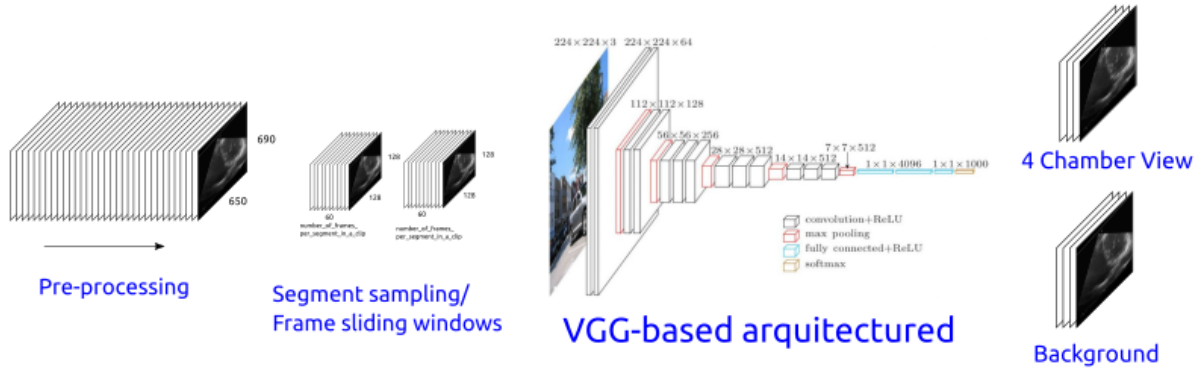 690
650
Pre-processing
128
128
60
number_of_frames_
per_segment_in_a_clip
128
128
60
number_of_frames_
per_segment_in_a_clip
Segment sampling/
Frame sliding windows
224×224×3
224×224×64
112×112×128
56×56×256
28×28×512
14×14×512
7×7×512
1×1×4096
1×1×1000
convolution+ReLU
max pooling
fully connected+ReLU
softmax
VGG-based arquitectured
4 Chamber View
Background